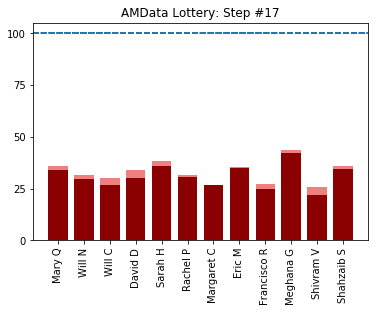 AMData Lottery: Step #17
100
75
50
25
0
Mary Q
Will N
Will C
David D
Sarah H
Rachel P
Margaret C
Eric M
Francisco R
Meghana G
Shivram V
Shahzaib S